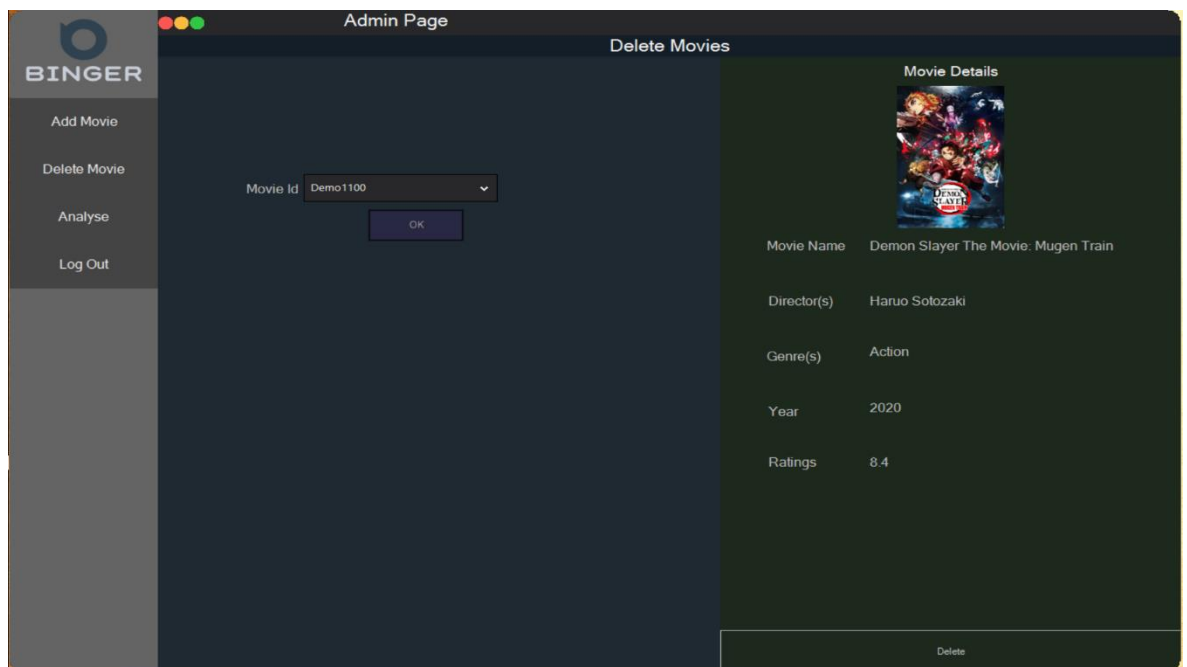 Admin Page
Delete Movies
BINGER
Add Movie
Delete Movie
Analyse
Log Out
Movie Id Demo1100
OK
Movie Details
DEMON
SLAYER
Movie Name Demon Slayer The Movie: Mugen Train
Director(s) Haruo Sotozaki
Genre(s) Action
Year 2020
Ratings 8.4
Delete